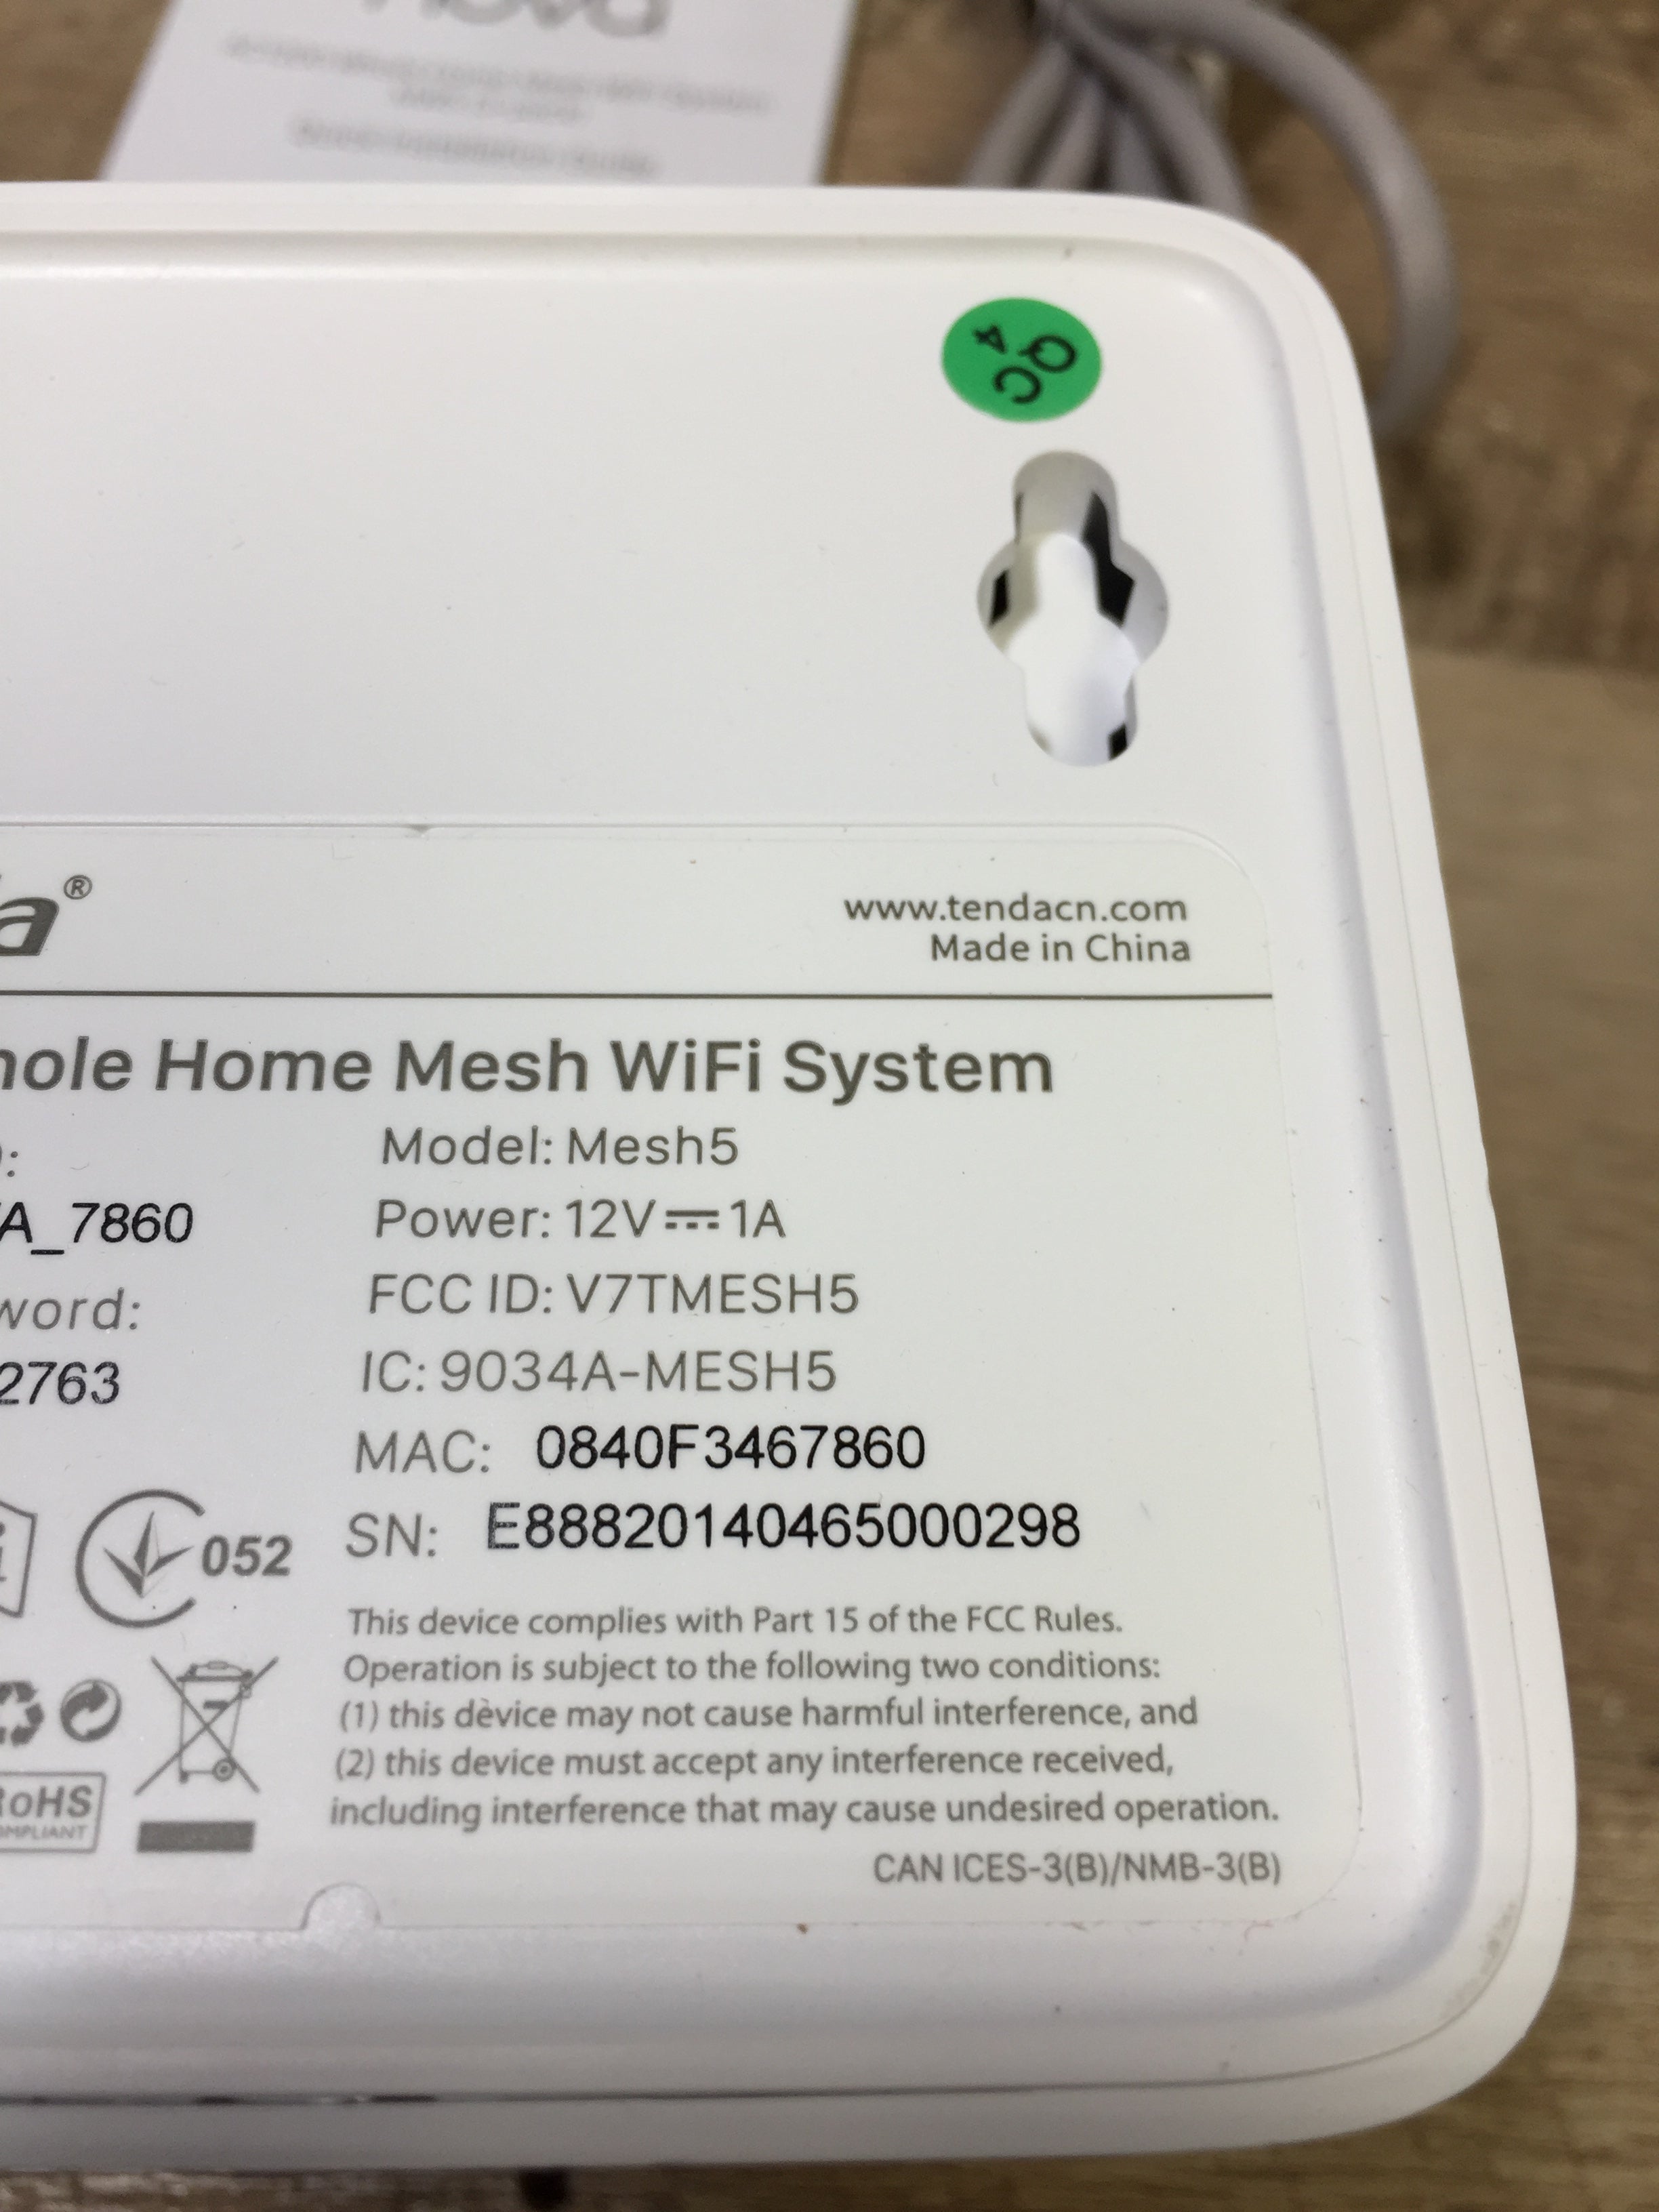 nova
QC
4
a®
www.tendacn.com
Made in China
Home Mesh WiFi System
Model: Mesh5
A_7860
Power: 12V⎓1A
FCC ID: V7TMESH5
2763
IC: 9034A-MESH5
MAC: 0840F3467860
SN: E88820140465000298
052
This device complies with Part 15 of the FCC Rules.
Operation is subject to the following two conditions:
(1) this device may not cause harmful interference, and
(2) this device must accept any interference received,
including interference that may cause undesired operation.
RoHS
COMPLIANT
CAN ICES-3(B)/NMB-3(B)